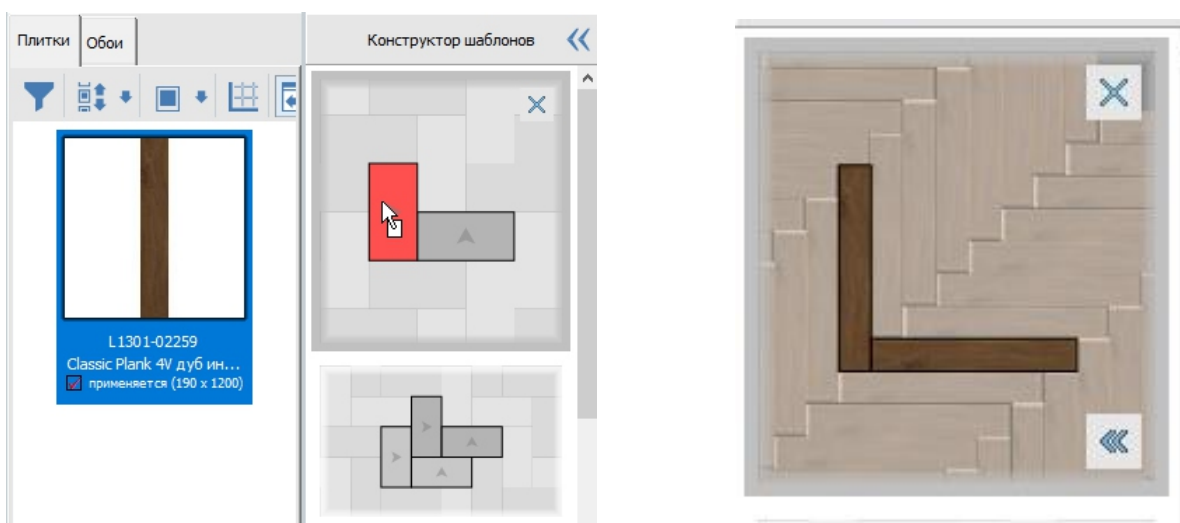 Плитки
Обои
Конструктор шаблонов
L1301-02259
Classic Plank 4V дуб ин...
применяется (190 x 1200)